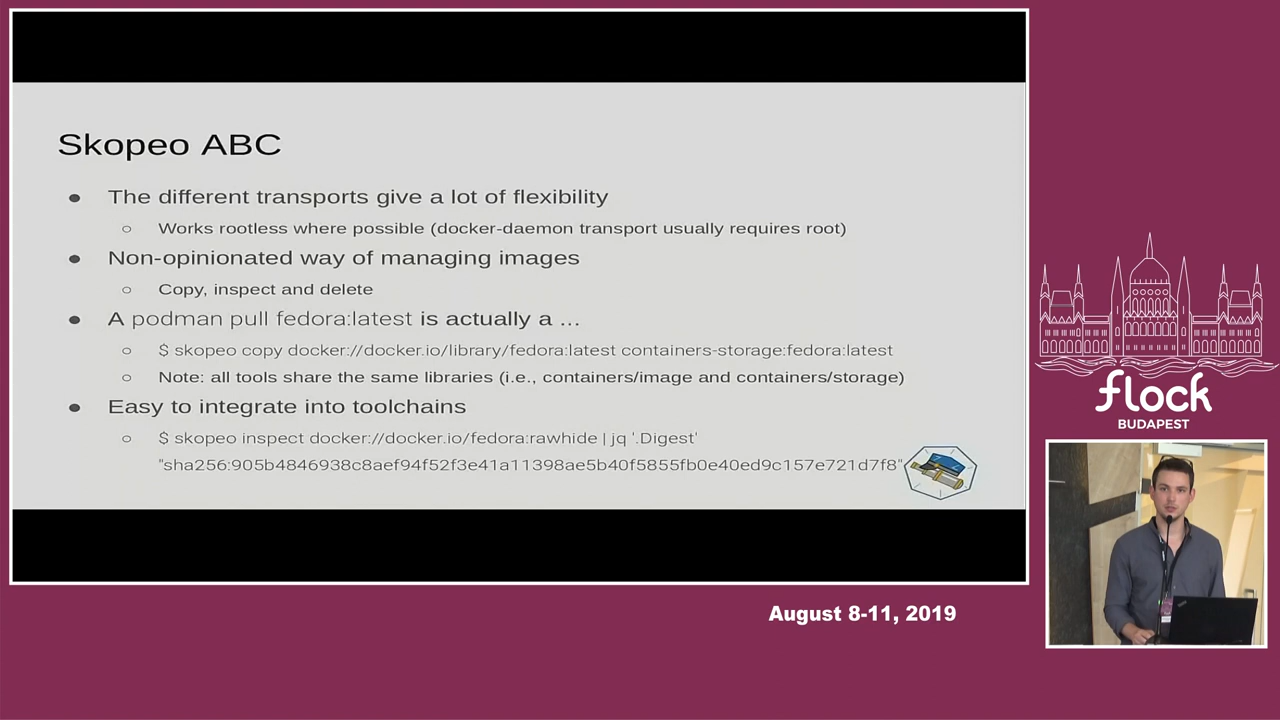 Skopeo ABC
● The different transports give a lot of flexibility
○ Works rootless where possible (docker-daemon transport usually requires root)
● Non-opinionated way of managing images
○ Copy, inspect and delete
● A podman pull fedora:latest is actually a ...
○ $ skopeo copy docker://docker.io/library/fedora:latest containers-storage:fedora:latest
○ Note: all tools share the same libraries (i.e., containers/image and containers/storage)
● Easy to integrate into toolchains
○ $ skopeo inspect docker://docker.io/fedora:rawhide | jq '.Digest'
"sha256:905b4846938c8aef94f52f3e41a11398ae5b40f5855fb0e40ed9c157e721d7f8"
flock
BUDAPEST
August 8-11, 2019